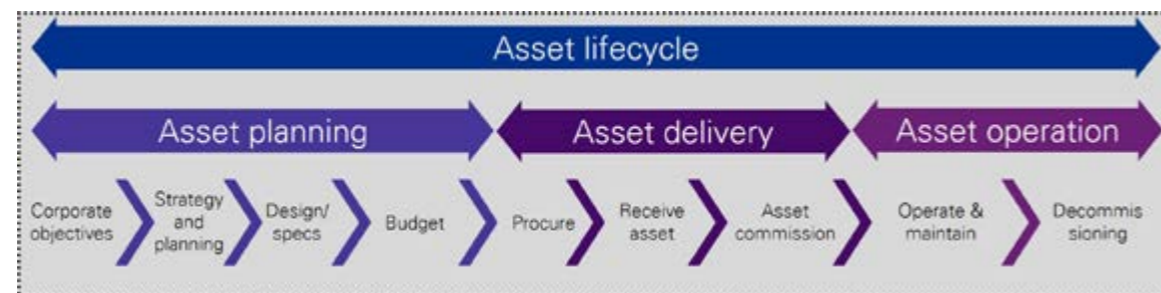 Asset lifecycle
Asset planning
Asset delivery
Asset operation
Corporate
objectives
Strategy
and
planning
Design/
specs
Budget
Procure
Receive
asset
Asset
commission
Operate &
maintain
Decommis
sioning